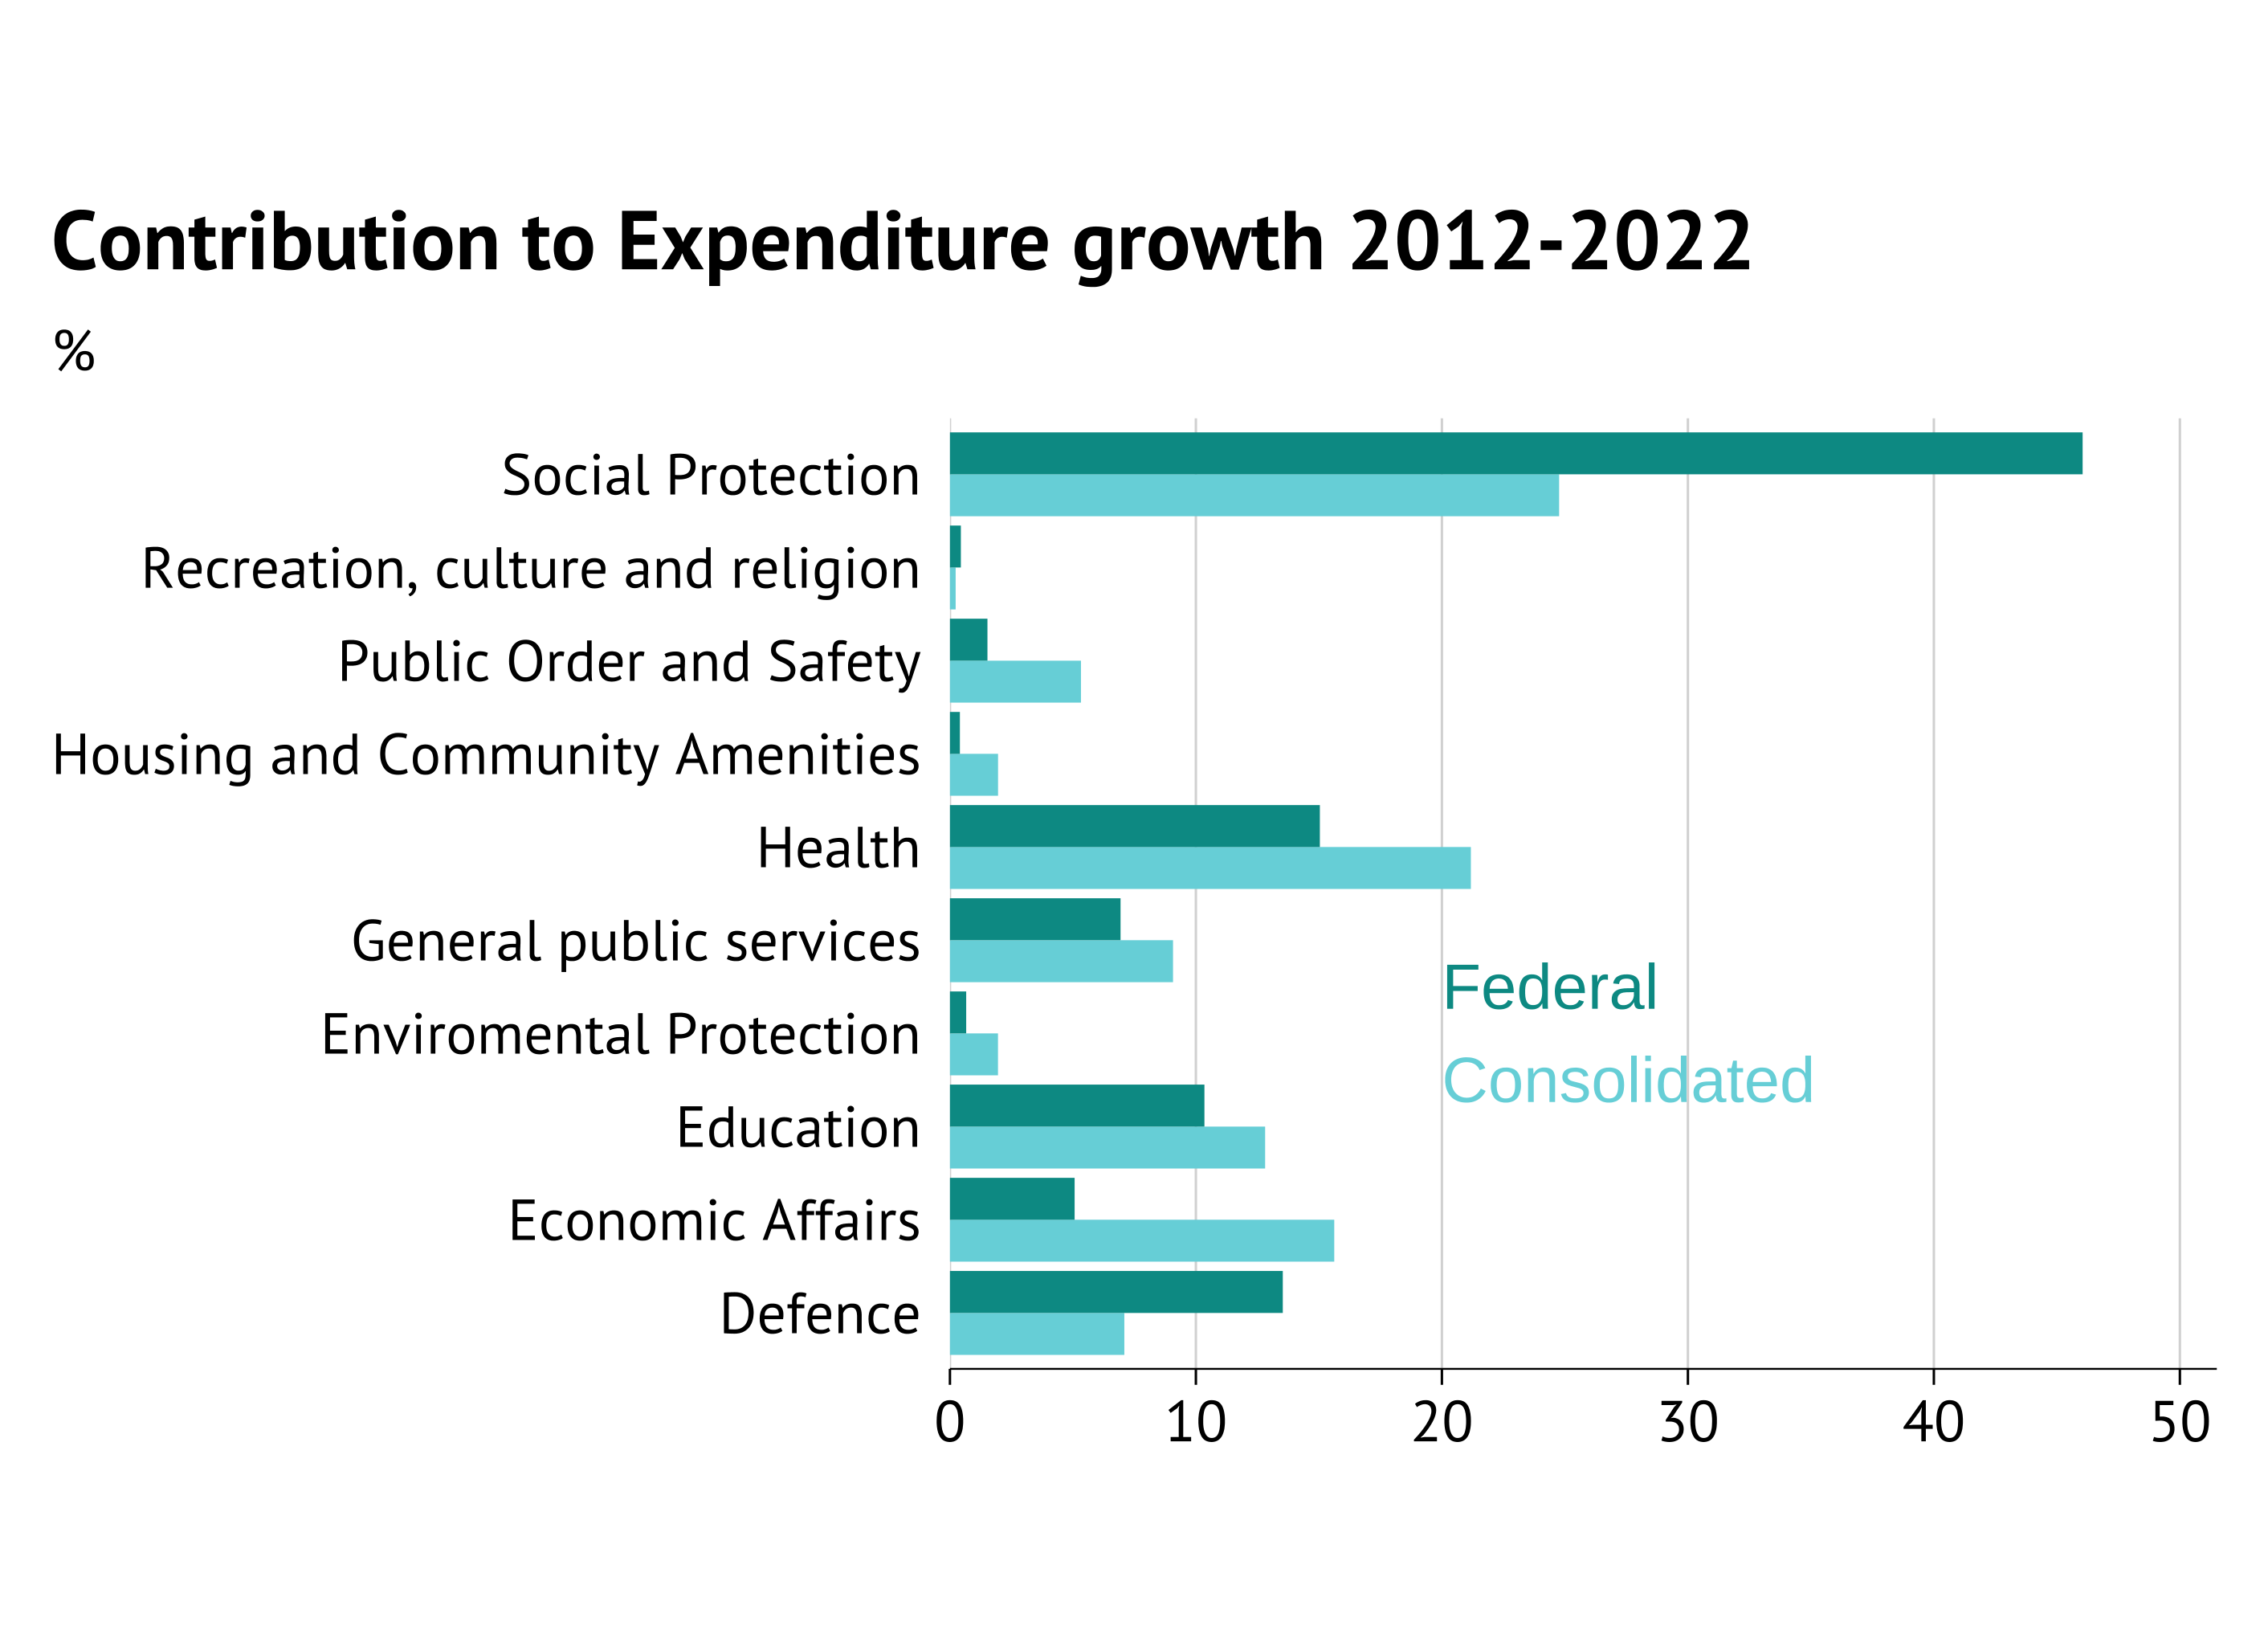 Contribution to Expenditure growth 2012-2022
%
Social Protection
Recreation, culture and religion
Public Order and Safety
Housing and Community Amenities
Health
General public services
Enviromental Protection
Education
Economic Affairs
Defence
Federal
Consolidated
0 10 20 30 40 50